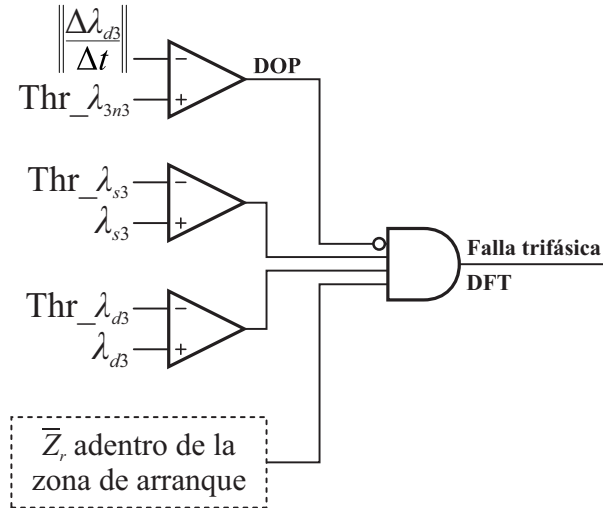 ‖Δλd3/Δt‖
−
DOP
Thr_λ3n3
+
Thr_λs3
−
λs3
+
Falla trifásica
DFT
Thr_λd3
−
λd3
+
Z̅r adentro de la
zona de arranque